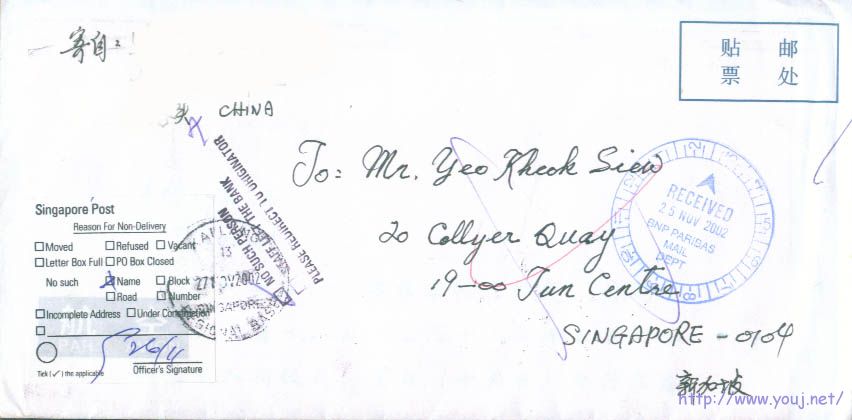 寄自：
贴 邮
票 处
CHINA
To: Mr. Yeo Kheok Siew
20 Collyer Quay
19-00 Tun Centre
SINGAPORE - 0104
新加坡
RECEIVED
25 NOV 2002
BNP PARIBAS
MAIL
DEPT
NO SUCH PERSON
STAFF LEFT THE BANK
PLEASE REDIRECT TO ORIGINATOR
Singapore Post
Reason For Non-Delivery
Moved Refused Vacant
Letter Box Full PO Box Closed
No such Name Block
Road Number
Incomplete Address Under Construction
26/11
Tick (✓) the applicable Officer's Signature
SINGAPORE
http://www.youj.net/